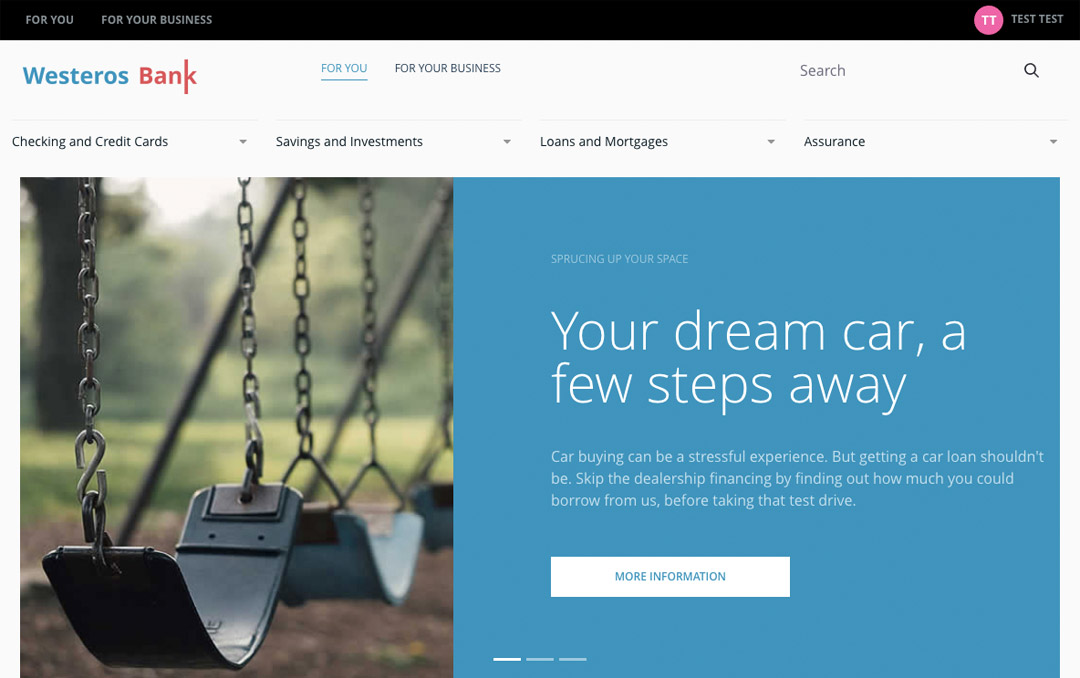 FOR YOU FOR YOUR BUSINESS TT TEST TEST
Westeros Bank FOR YOU FOR YOUR BUSINESS Search
Checking and Credit Cards Savings and Investments Loans and Mortgages Assurance
SPRUCING UP YOUR SPACE
Your dream car, a
few steps away
Car buying can be a stressful experience. But getting a car loan shouldn't
be. Skip the dealership financing by finding out how much you could
borrow from us, before taking that test drive.
MORE INFORMATION